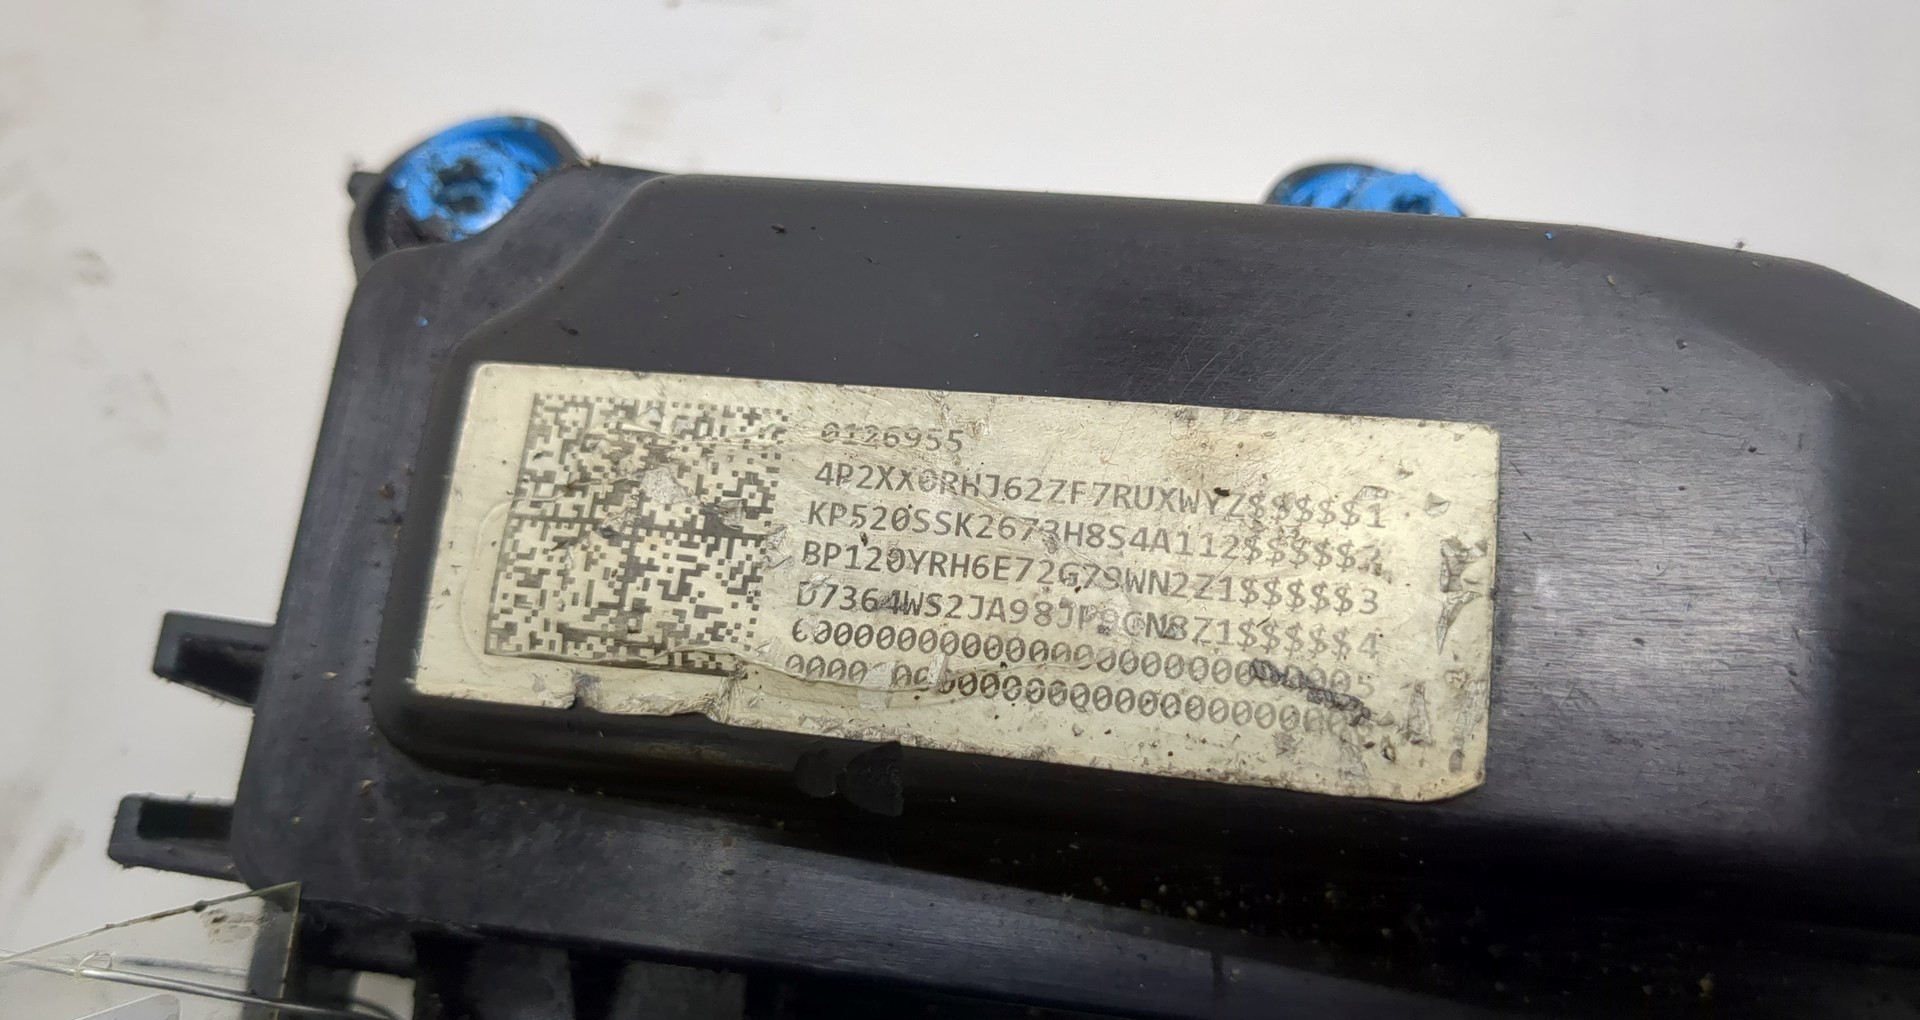 0126955
4P2XX0RHJ62ZF7RUXWYZ$$$$$$1
KP520SSK2673H8S4A112$$$$$$2
BP120YRH6E72G79WN2Z1$$$$$$3
D7364WS2JA98JP9CN8Z1$$$$$$4